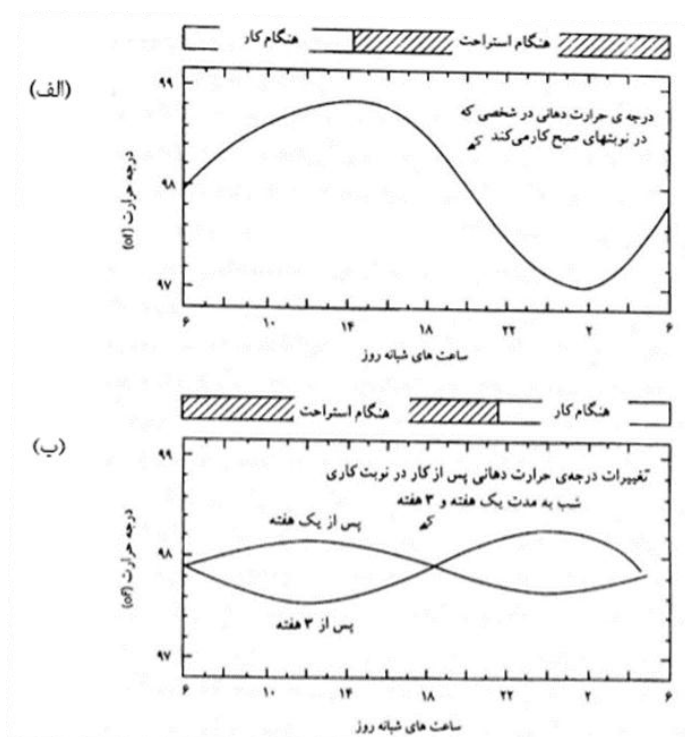 هنگام کار
هنگام استراحت
(الف)
درجه ی حرارت دهانی در شخصی که
در نوبتهای صبح کار می‌کند
درجه حرارت (oF)
۹۹
۹۸
۹۷
۶ ۱۰ ۱۴ ۱۸ ۲۲ ۲ ۶
ساعت های شبانه روز
هنگام استراحت
هنگام کار
(ب)
تغییرات درجه‌ی حرارت دهانی پس از کار در نوبت کاری
شب به مدت یک هفته و ۳ هفته
پس از یک هفته
پس از ۳ هفته
درجه حرارت (oF)
۹۹
۹۸
۹۷
۶ ۱۰ ۱۴ ۱۸ ۲۲ ۲ ۶
ساعت های شبانه روز